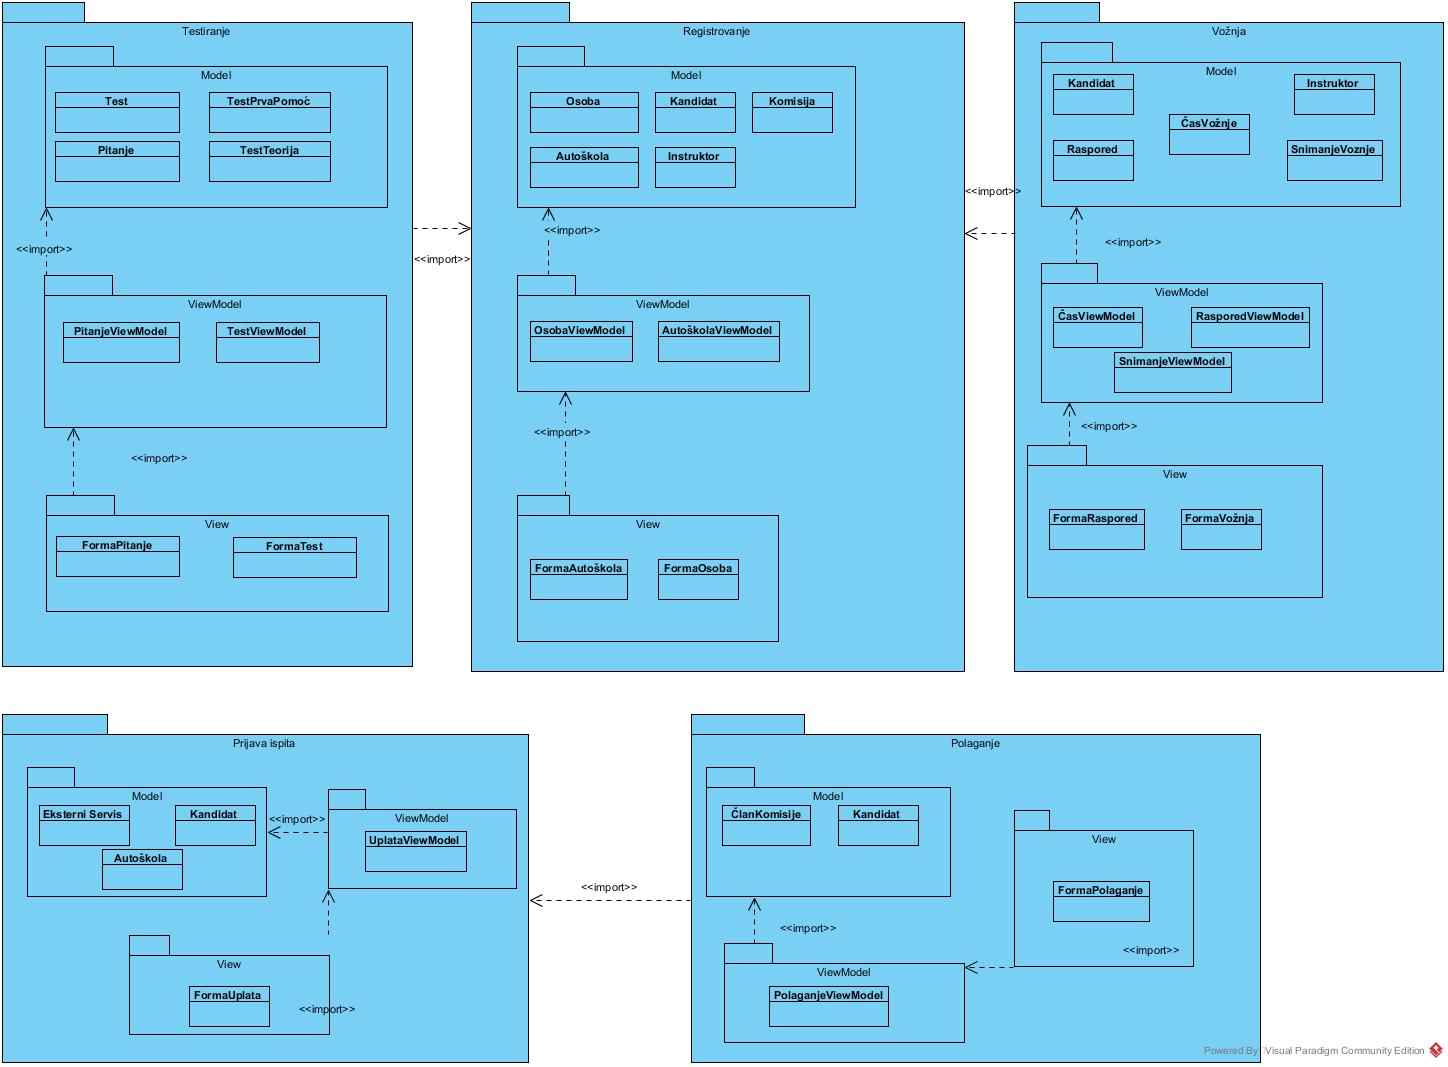 Testiranje
Model
Test
TestPrvaPomoć
Pitanje
TestTeorija
<<import>>
ViewModel
PitanjeViewModel
TestViewModel
<<import>>
View
FormaPitanje
FormaTest
<<import>>
Registrovanje
Model
Osoba
Kandidat
Komisija
Autoškola
Instruktor
<<import>>
ViewModel
OsobaViewModel
AutoškolaViewModel
<<import>>
View
FormaAutoškola
FormaOsoba
<<import>>
Vožnja
Model
Kandidat
Instruktor
ČasVožnje
Raspored
SnimanjeVoznje
<<import>>
ViewModel
ČasViewModel
RasporedViewModel
SnimanjeViewModel
<<import>>
View
FormaRaspored
FormaVožnja
Prijava ispita
Model
Eksterni Servis
Kandidat
Autoškola
<<import>>
ViewModel
UplataViewModel
View
FormaUplata
<<import>>
<<import>>
Polaganje
Model
ČlanKomisije
Kandidat
<<import>>
ViewModel
PolaganjeViewModel
View
FormaPolaganje
<<import>>
Powered By Visual Paradigm Community Edition